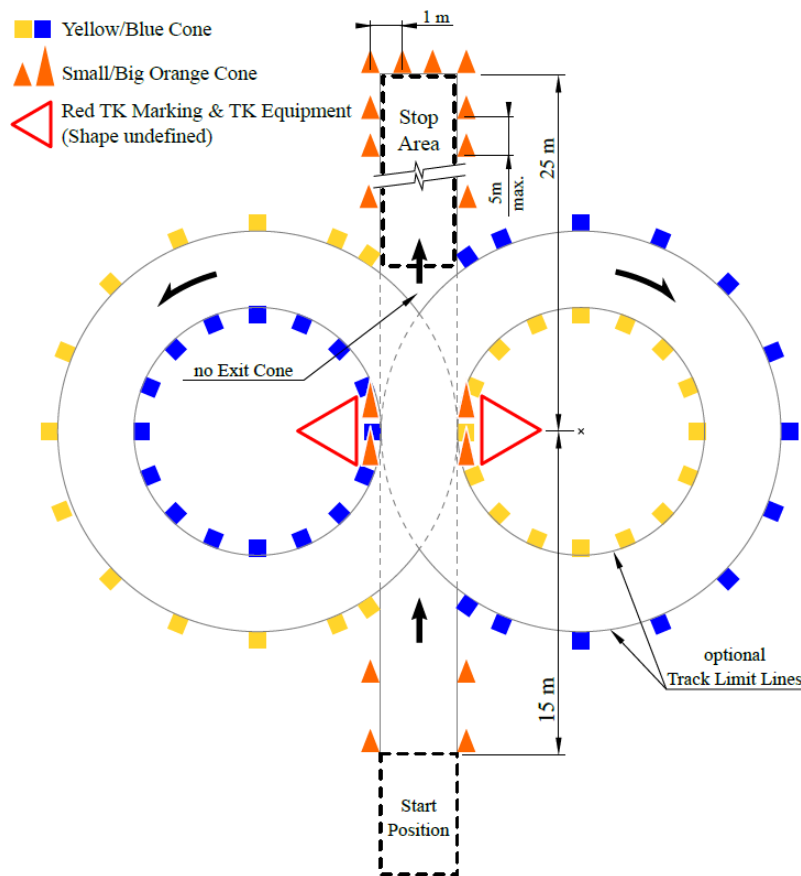 Yellow/Blue Cone
Small/Big Orange Cone
Red TK Marking & TK Equipment
(Shape undefined)
1 m
Stop
Area
5m
max.
25 m
no Exit Cone
15 m
optional
Track Limit Lines
Start
Position